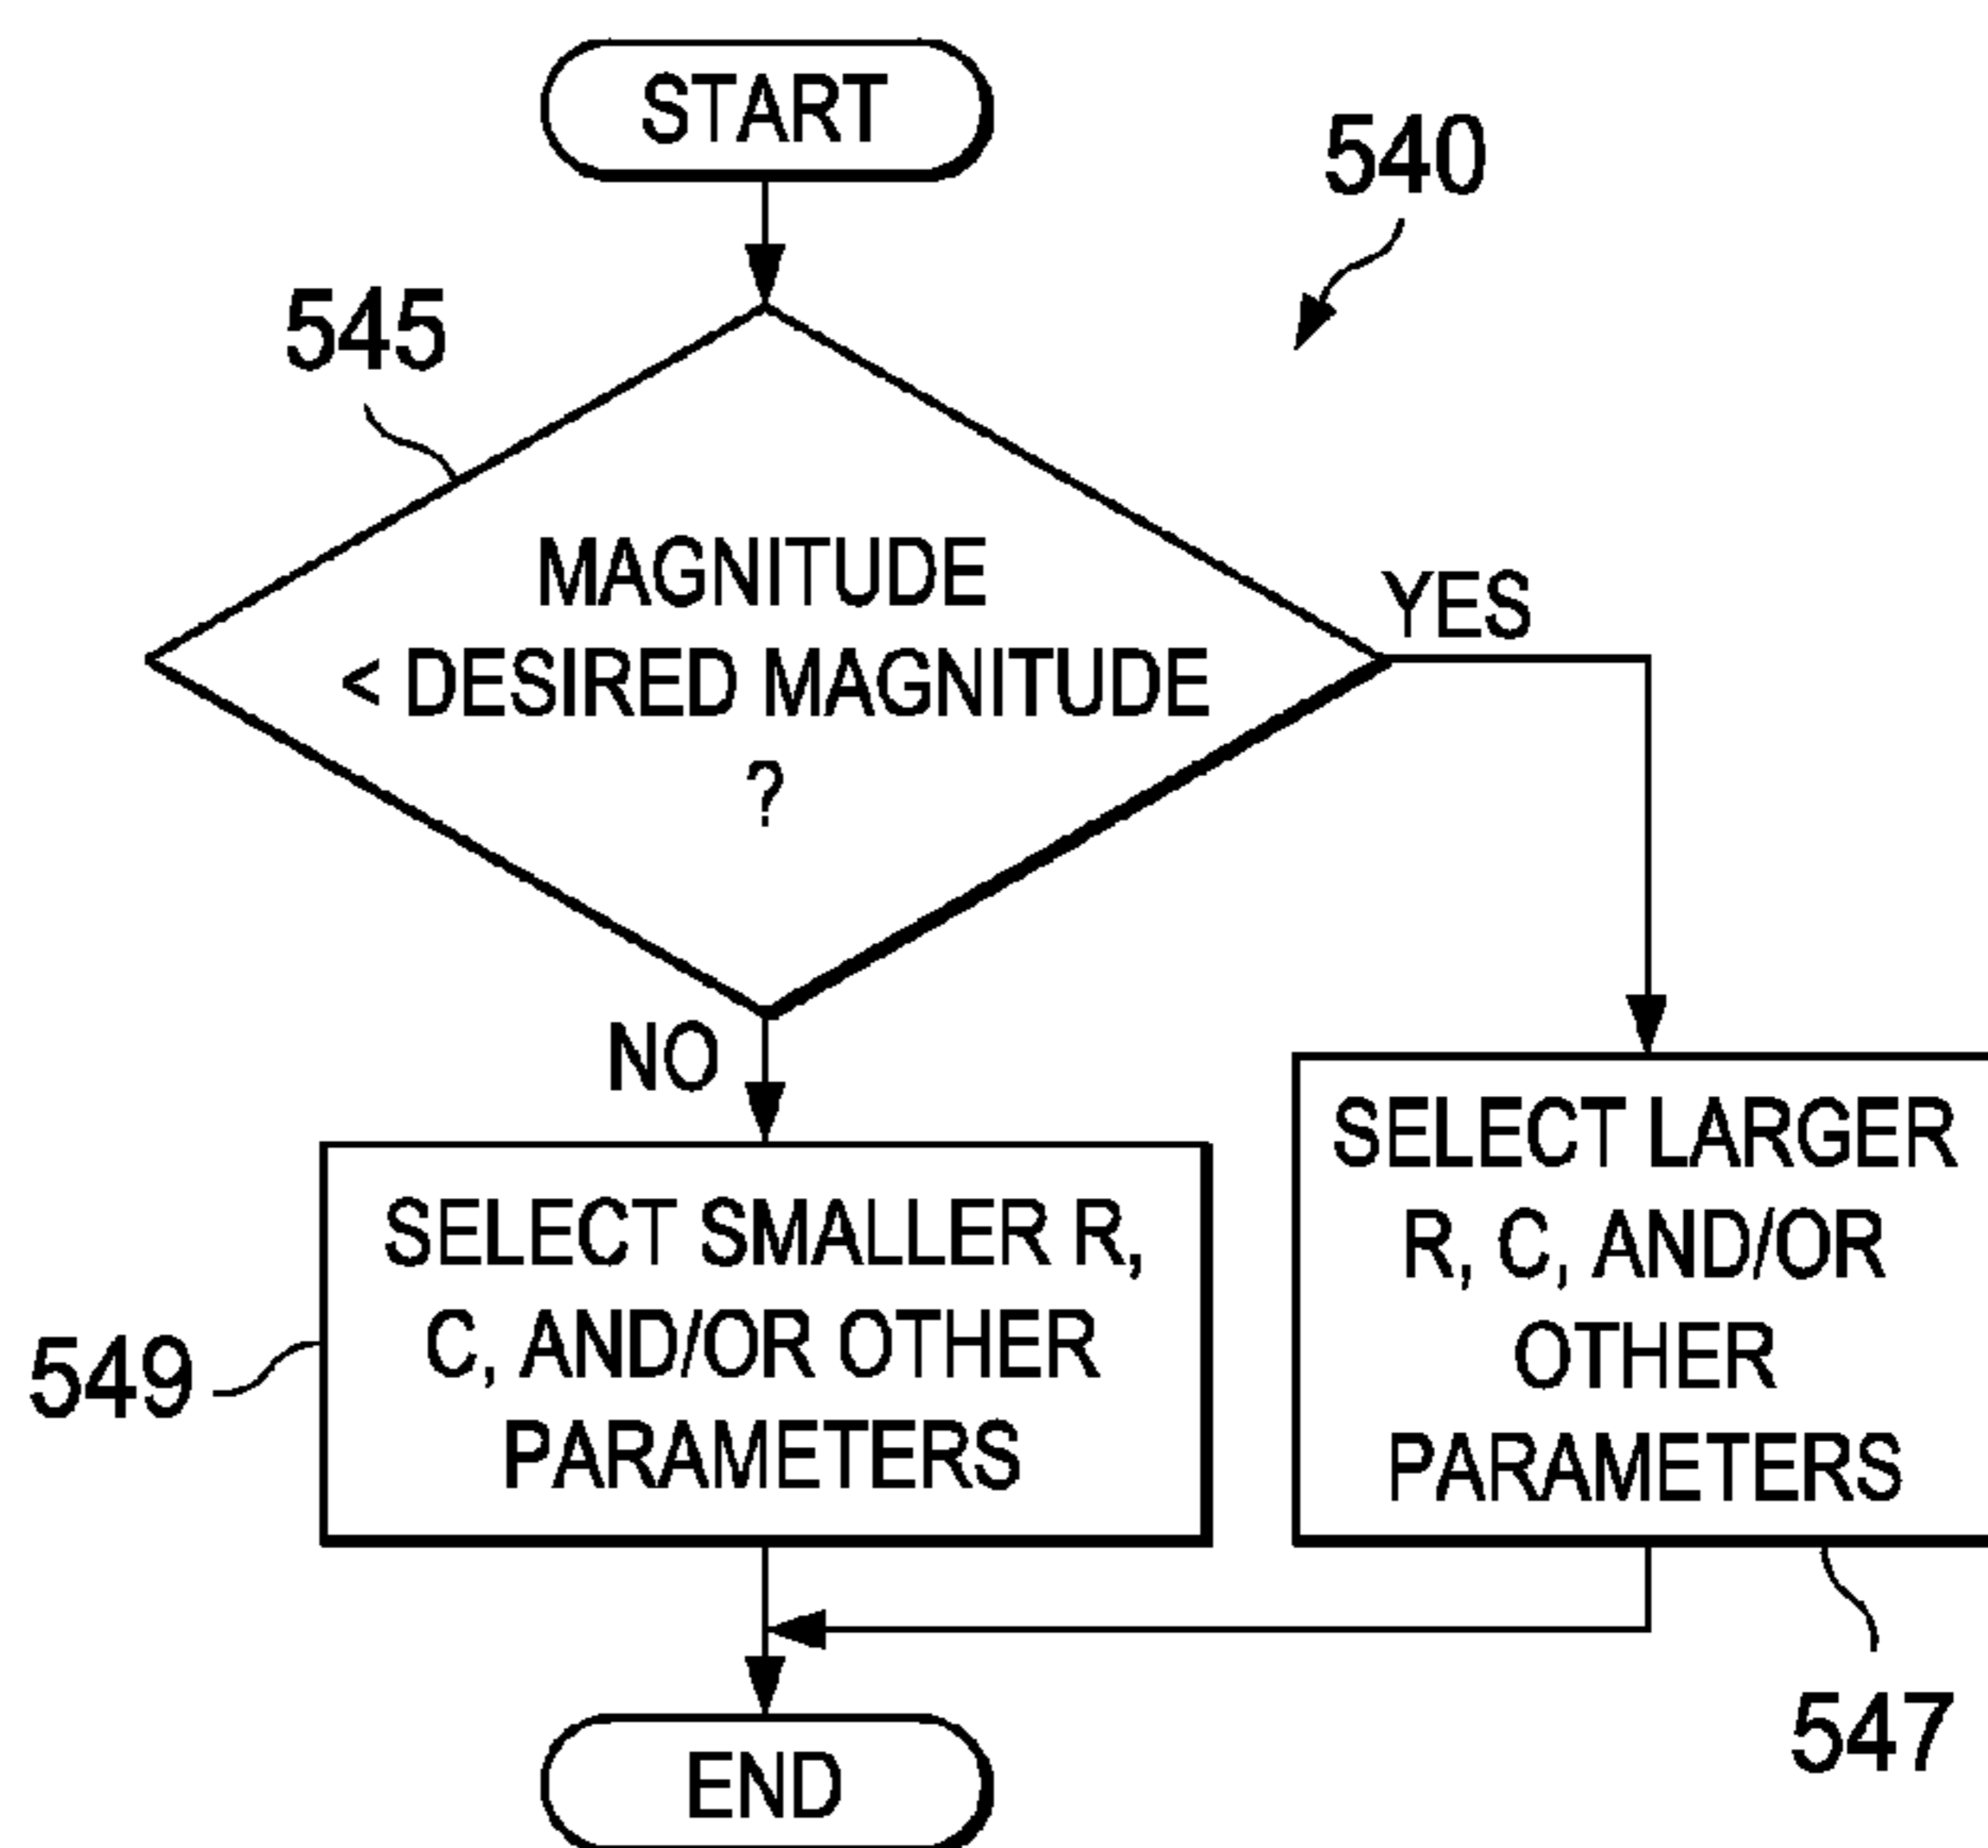 START
540
545
MAGNITUDE
< DESIRED MAGNITUDE
?
YES
NO
SELECT SMALLER R,
C, AND/OR OTHER
PARAMETERS
549
SELECT LARGER
R, C, AND/OR
OTHER
PARAMETERS
547
END